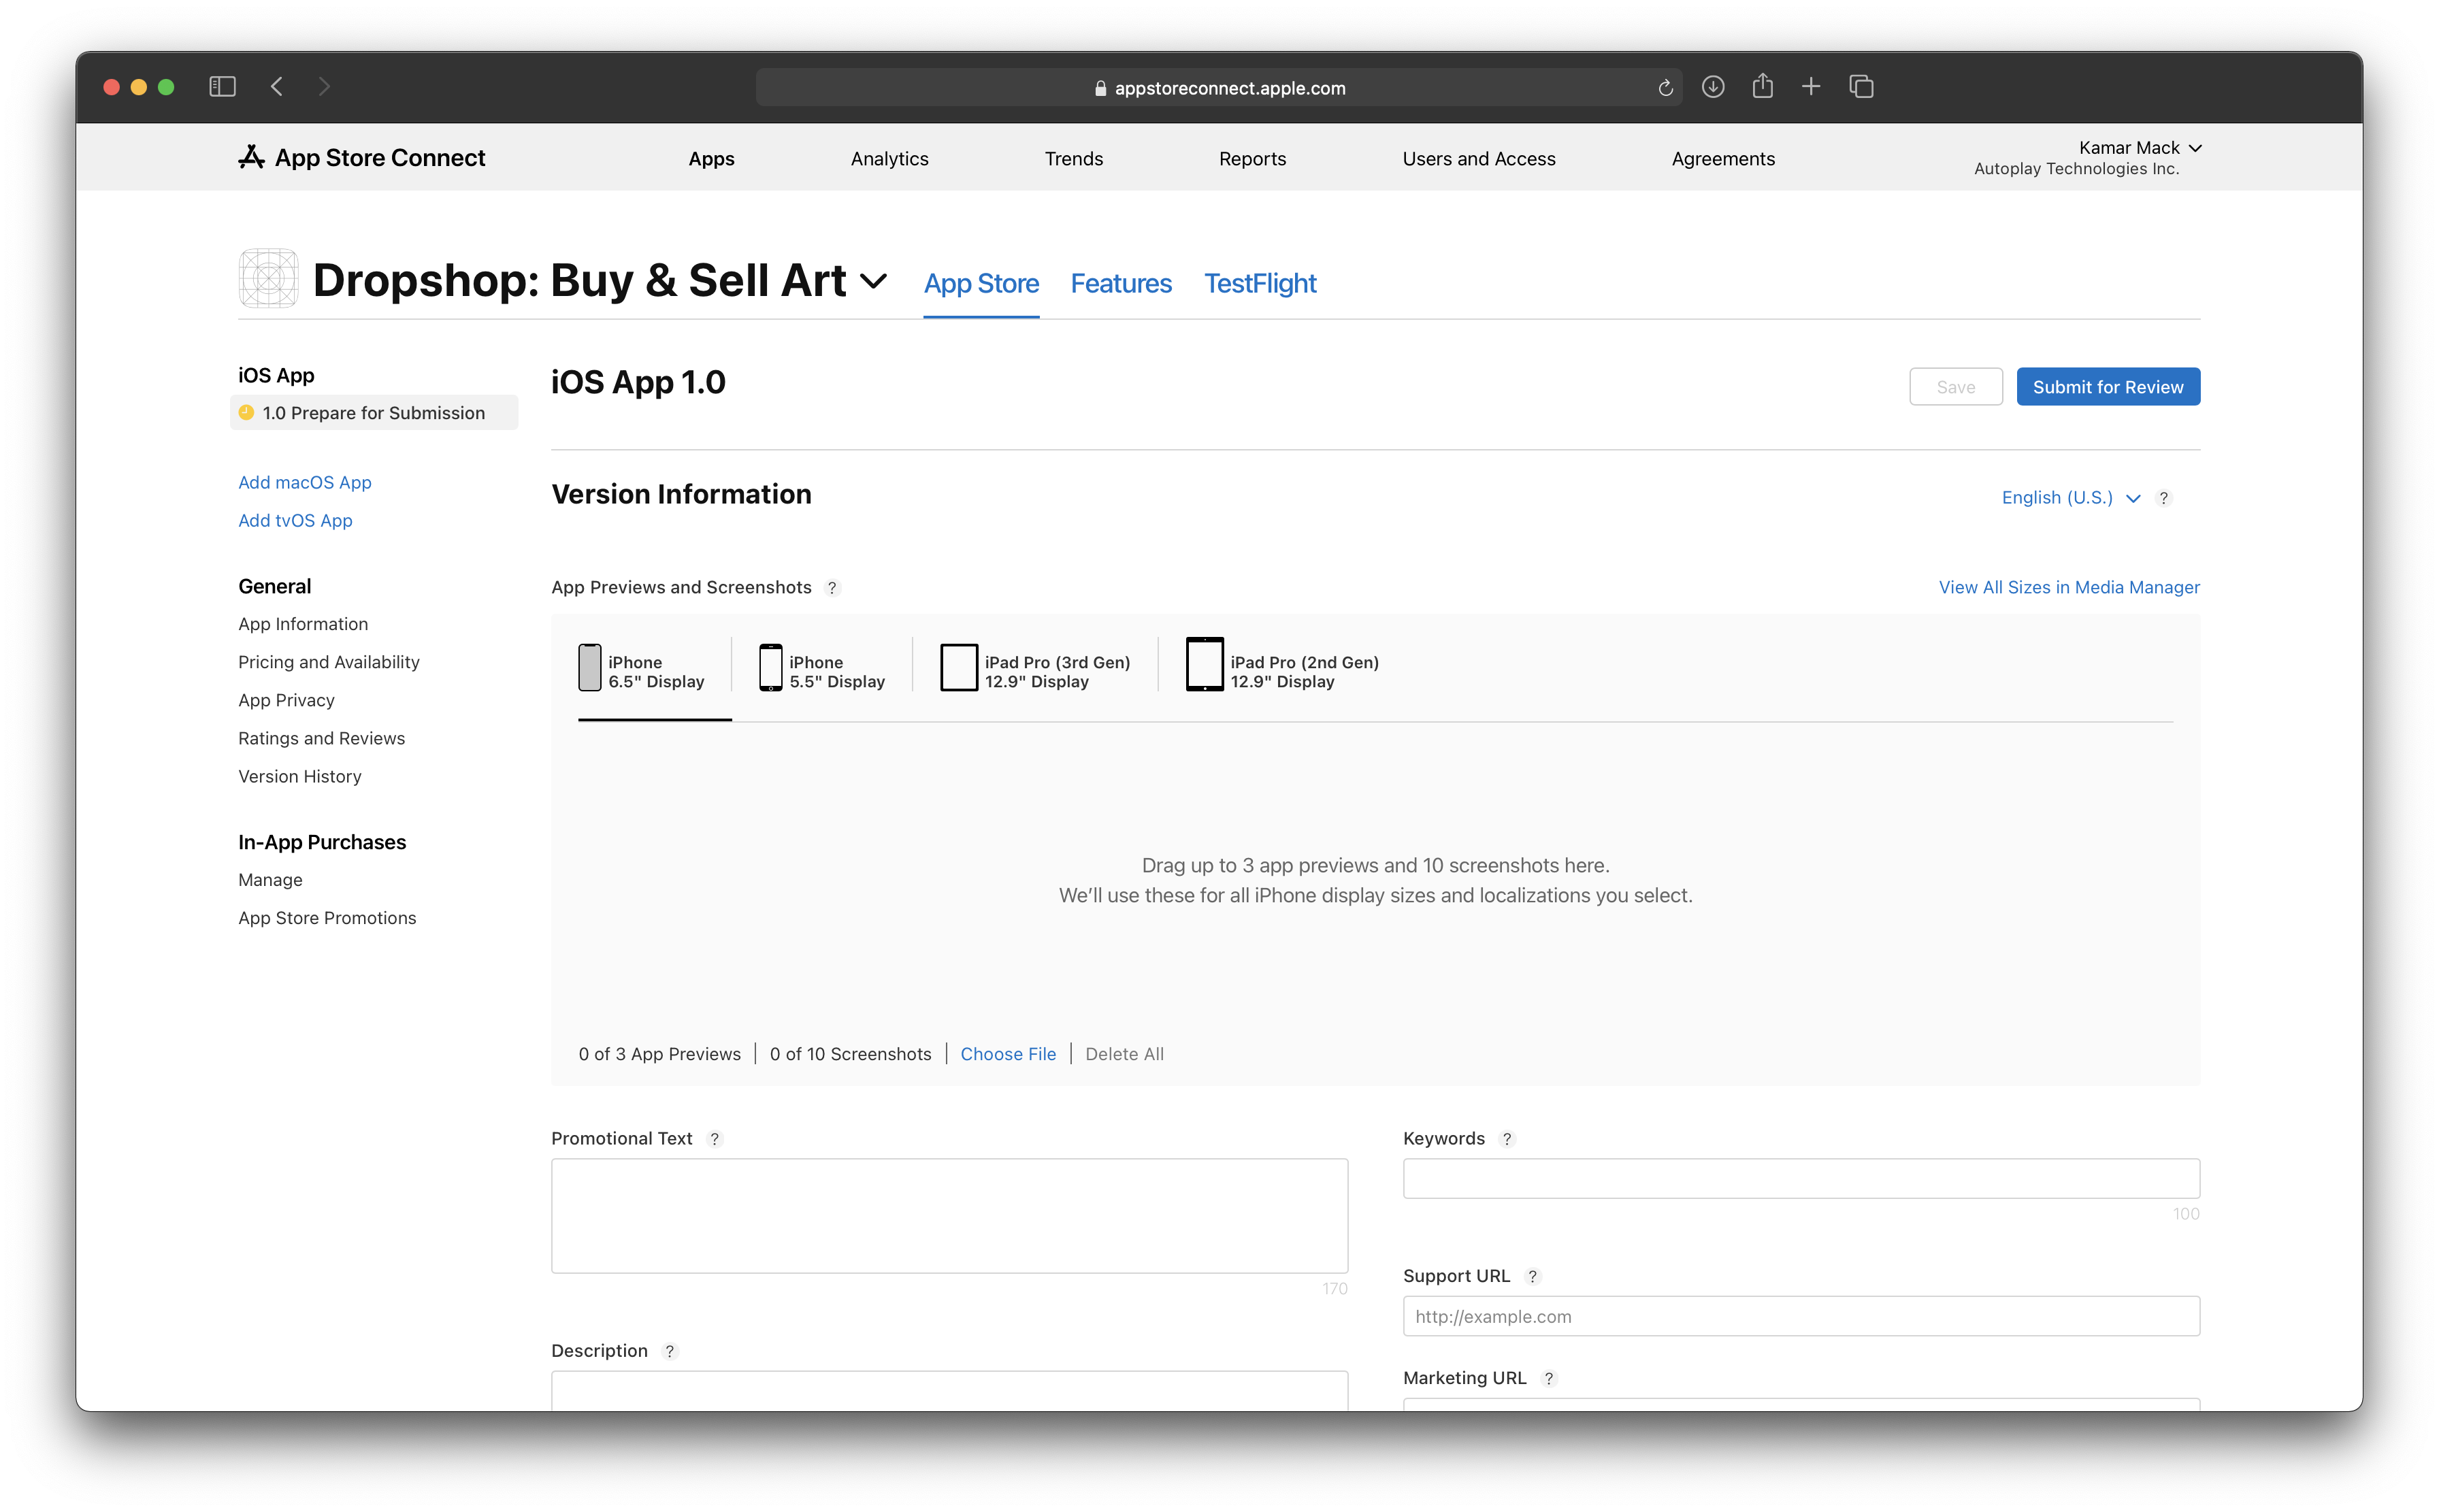 appstoreconnect.apple.com
App Store Connect
Apps
Analytics
Trends
Reports
Users and Access
Agreements
Kamar Mack
Autoplay Technologies Inc.
Dropshop: Buy & Sell Art
App Store
Features
TestFlight
iOS App
1.0 Prepare for Submission
Add macOS App
Add tvOS App
General
App Information
Pricing and Availability
App Privacy
Ratings and Reviews
Version History
In-App Purchases
Manage
App Store Promotions
iOS App 1.0
Save
Submit for Review
Version Information
English (U.S.)
?
App Previews and Screenshots ?
View All Sizes in Media Manager
iPhone
6.5" Display
iPhone
5.5" Display
iPad Pro (3rd Gen)
12.9" Display
iPad Pro (2nd Gen)
12.9" Display
Drag up to 3 app previews and 10 screenshots here.
We’ll use these for all iPhone display sizes and localizations you select.
0 of 3 App Previews
0 of 10 Screenshots
Choose File
Delete All
Promotional Text ?
170
Description ?
Keywords ?
100
Support URL ?
http://example.com
Marketing URL ?